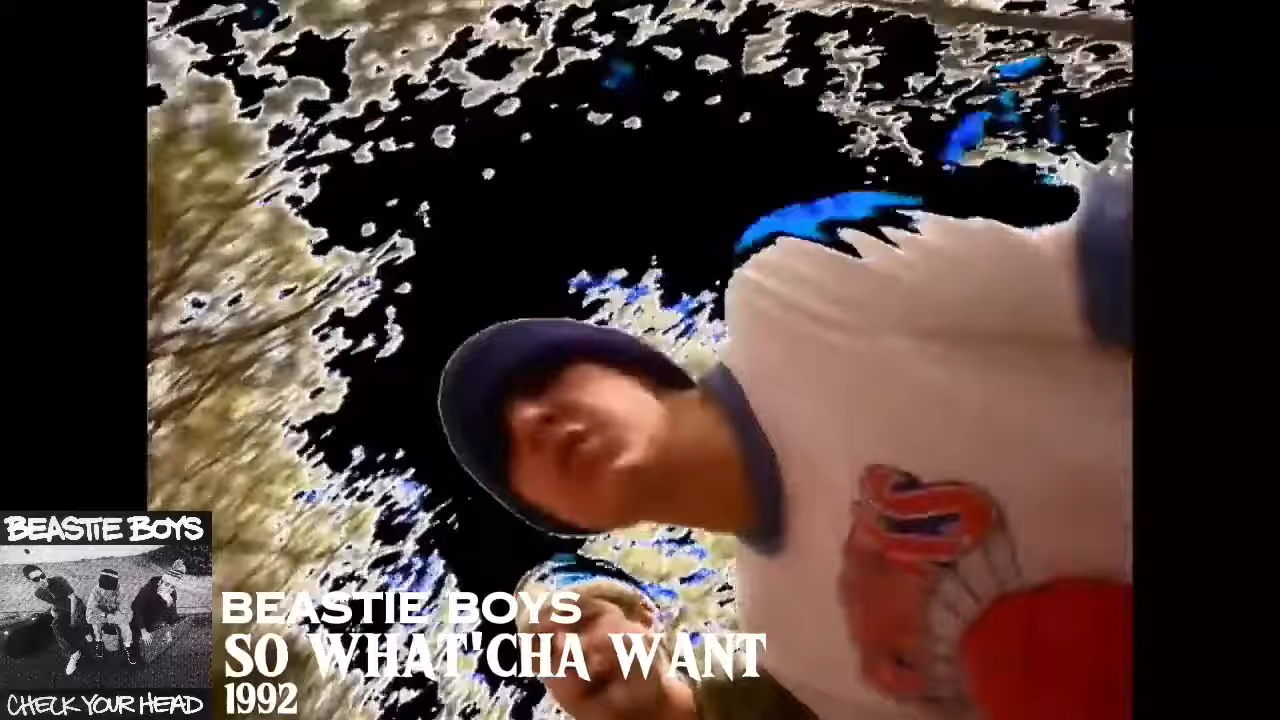 BEASTIE BOYS
CHECK YOUR HEAD
BEASTIE BOYS
SO WHAT'CHA WANT
1992